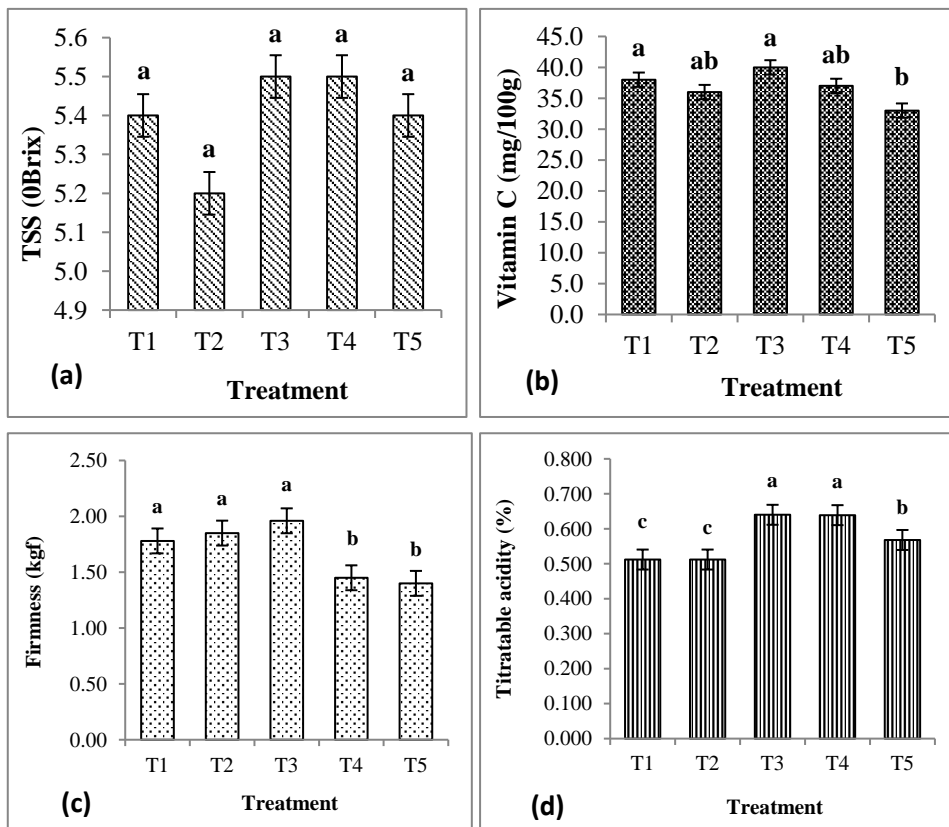 TSS (0Brix)
5.6
5.5
5.4
5.3
5.2
5.1
5.0
4.9
a
a
a
a
a
T1 T2 T3 T4 T5
(a)
Treatment
Vitamin C (mg/100g)
45.0
40.0
35.0
30.0
25.0
20.0
15.0
10.0
5.0
0.0
a
ab
a
ab
b
T1 T2 T3 T4 T5
(b)
Treatment
Firmness (kgf)
2.50
2.00
1.50
1.00
0.50
0.00
a
a
a
b
b
T1 T2 T3 T4 T5
(c)
Treatment
Titratable acidity (%)
0.800
0.700
0.600
0.500
0.400
0.300
0.200
0.100
0.000
c
c
a
a
b
T1 T2 T3 T4 T5
(d)
Treatment